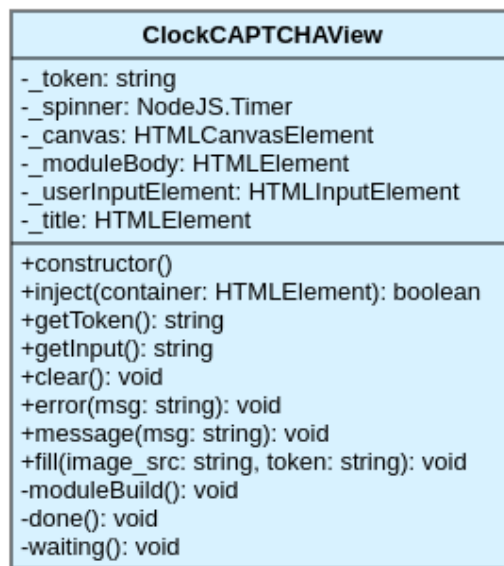 ClockCAPTCHAView
-_token: string
-_spinner: NodeJS.Timer
-_canvas: HTMLCanvasElement
-_moduleBody: HTMLElement
-_userInputElement: HTMLInputElement
-_title: HTMLElement
+constructor()
+inject(container: HTMLElement): boolean
+getToken(): string
+getInput(): string
+clear(): void
+error(msg: string): void
+message(msg: string): void
+fill(image_src: string, token: string): void
-moduleBuild(): void
-done(): void
-waiting(): void